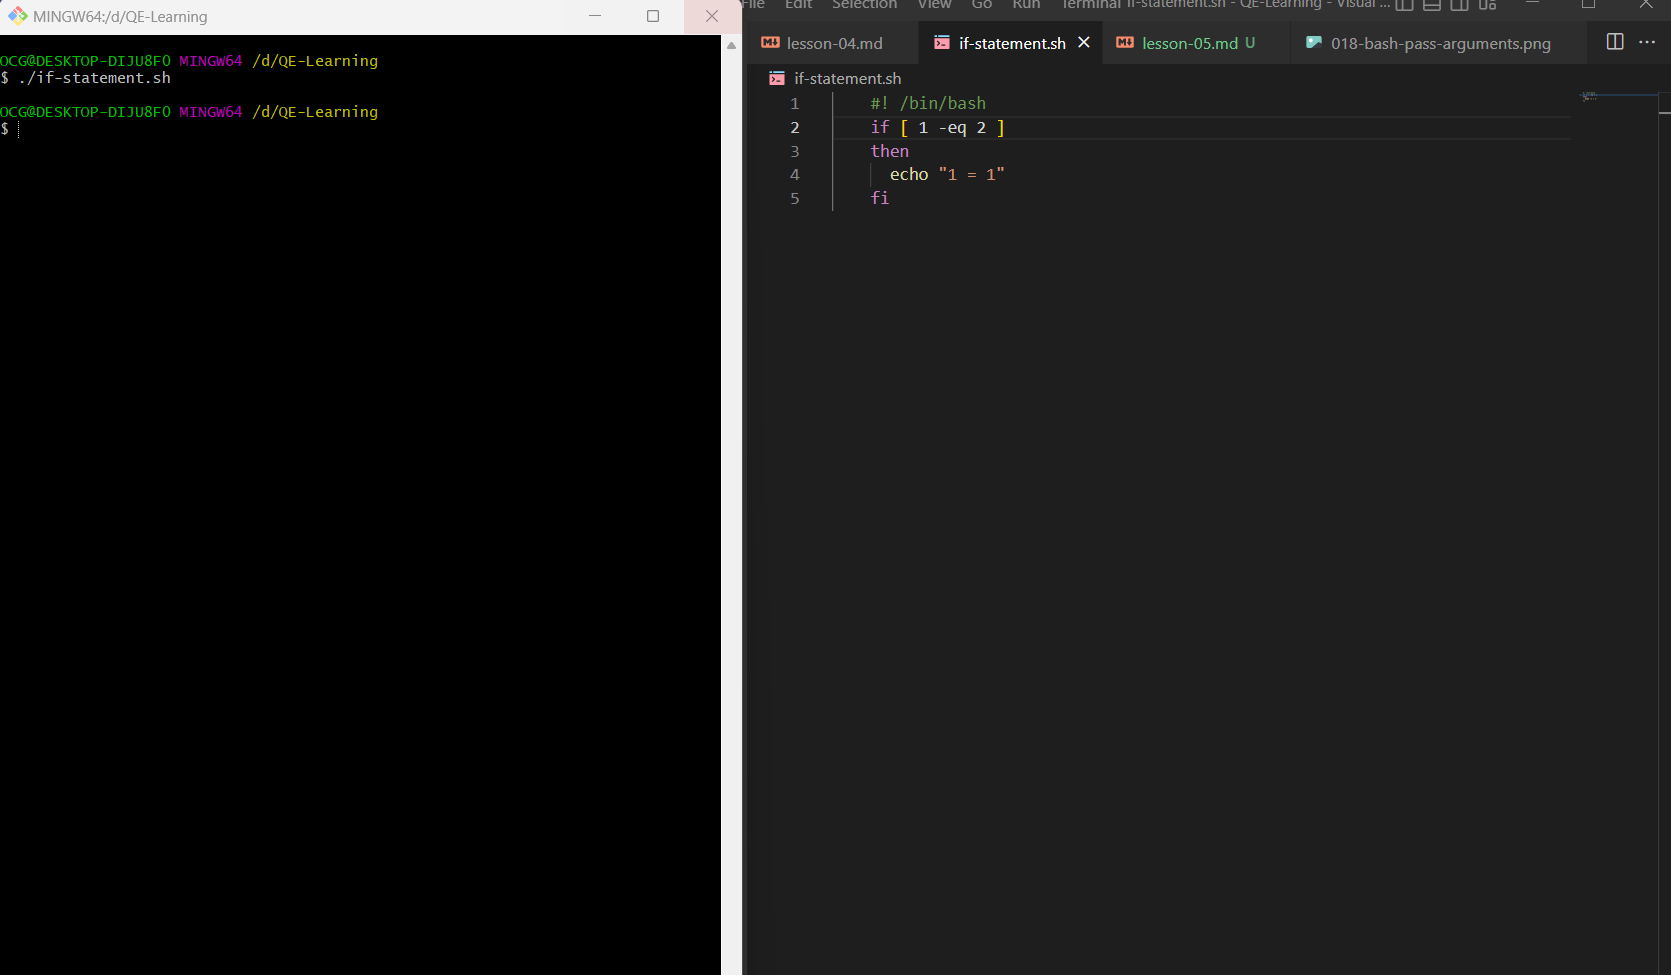 MINGW64:/d/QE-Learning
OCG@DESKTOP-DIJU8F0 MINGW64 /d/QE-Learning
$ ./if-statement.sh
OCG@DESKTOP-DIJU8F0 MINGW64 /d/QE-Learning
$
File Edit Selection View Go Run Terminal if-statement.sh - QE-Learning - Visual ...
lesson-04.md if-statement.sh lesson-05.md U 018-bash-pass-arguments.png
if-statement.sh
1 #! /bin/bash
2 if [ 1 -eq 2 ]
3 then
4 echo "1 = 1"
5 fi